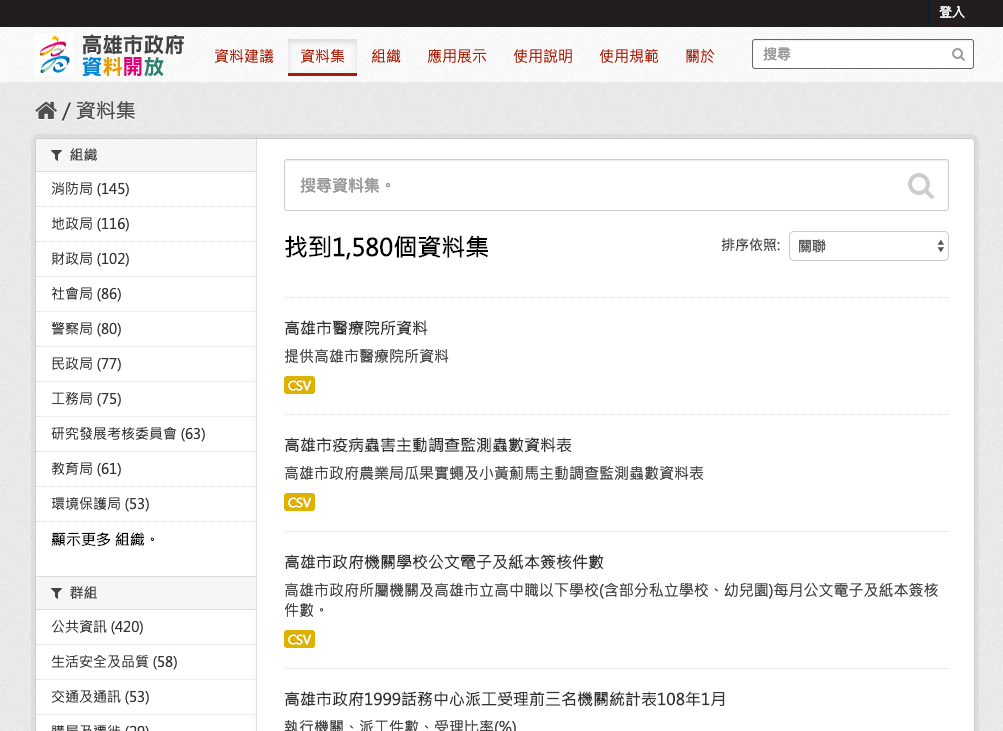 登入
高雄市政府
資料開放
資料建議 資料集 組織 應用展示 使用說明 使用規範 關於 搜尋
/ 資料集
組織
消防局 (145)
地政局 (116)
財政局 (102)
社會局 (86)
警察局 (80)
民政局 (77)
工務局 (75)
研究發展考核委員會 (63)
教育局 (61)
環境保護局 (53)
顯示更多 組織。
群組
公共資訊 (420)
生活安全及品質 (58)
交通及通訊 (53)
搜尋資料集。
找到1,580個資料集
排序依照: 關聯
高雄市醫療院所資料
提供高雄市醫療院所資料
CSV
高雄市疫病蟲害主動調查監測蟲數資料表
高雄市政府農業局瓜果實蠅及小黃薊馬主動調查監測蟲數資料表
CSV
高雄市政府機關學校公文電子及紙本簽核件數
高雄市政府所屬機關及高雄市立高中職以下學校(含部分私立學校、幼兒園)每月公文電子及紙本簽核
件數。
CSV
高雄市政府1999話務中心派工受理前三名機關統計表108年1月
執行機關、派工件數、受理比率(%)